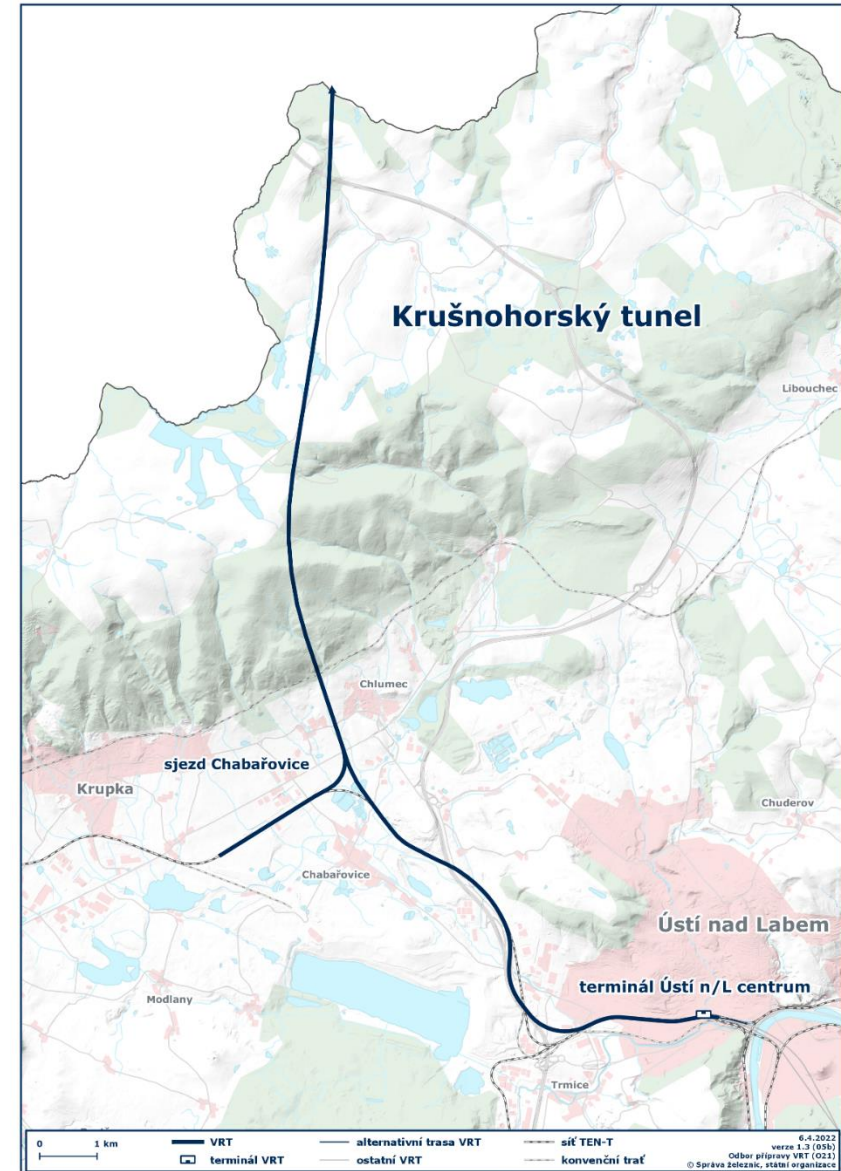 Krušnohorský tunel
Libouchec
Chlumec
sjezd Chabařovice
Krupka
Chuderov
Chabařovice
Ústí nad Labem
terminál Ústí n/L centrum
Modlany
Trmice
0 1 km
VRT
alternativní trasa VRT
síť TEN-T
terminál VRT
ostatní VRT
konvenční trať
6.4.2022
verze 1.3 (05b)
Odbor přípravy VRT (O21)
© Správa železnic, státní organizace